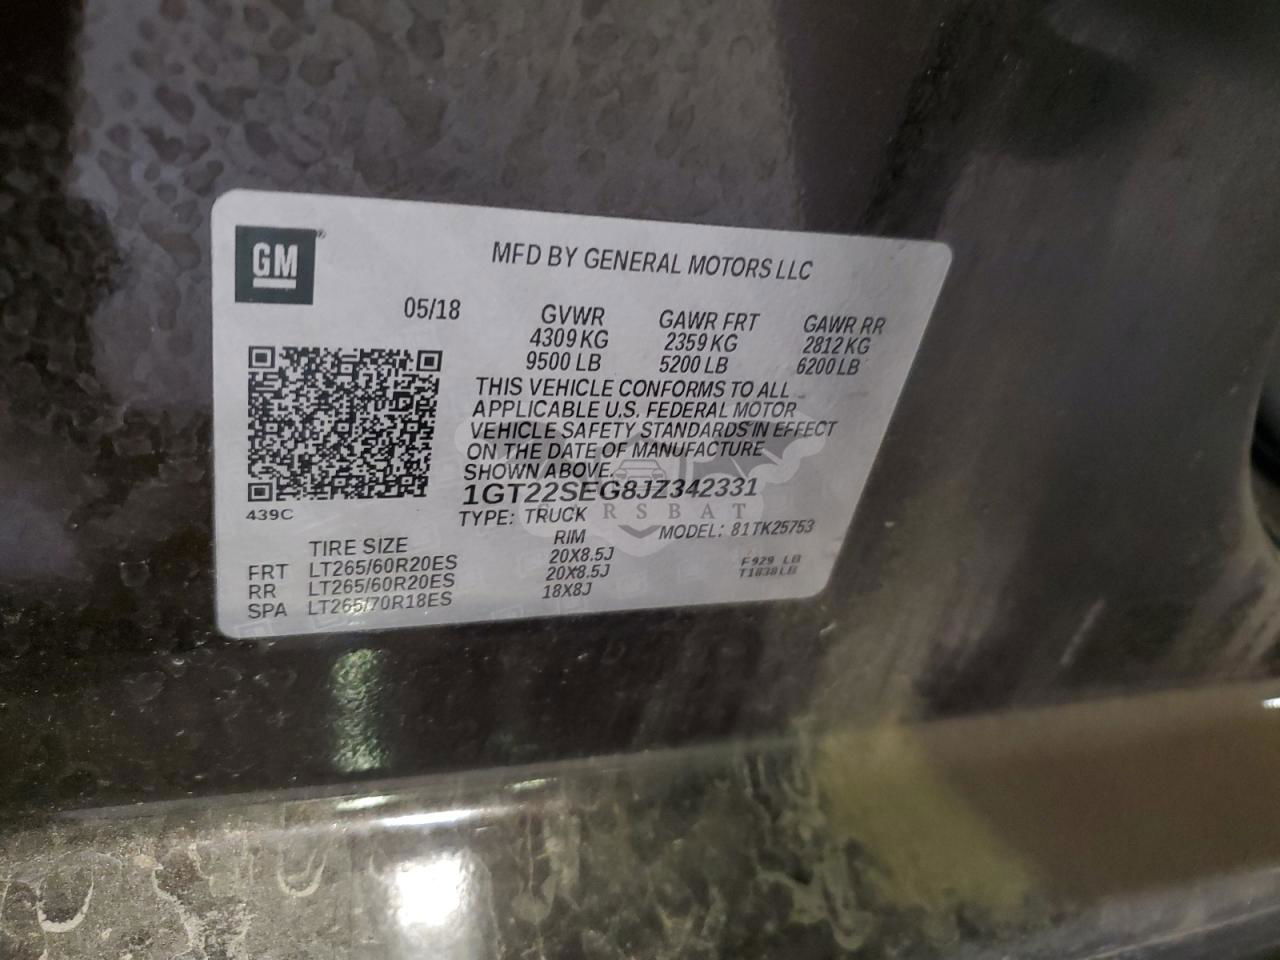 GM
MFD BY GENERAL MOTORS LLC
05/18
GVWR GAWR FRT GAWR RR
4309 KG 2359 KG 2812 KG
9500 LB 5200 LB 6200 LB
THIS VEHICLE CONFORMS TO ALL
APPLICABLE U.S. FEDERAL MOTOR
VEHICLE SAFETY STANDARDS IN EFFECT
ON THE DATE OF MANUFACTURE
SHOWN ABOVE.
1GT22SEG8JZ342331
439C
TYPE: TRUCK MODEL: 81TK25753
TIRE SIZE RIM
FRT LT265/60R20ES 20X8.5J F929 LB
RR LT265/60R20ES 20X8.5J T1838LB
SPA LT265/70R18ES 18X8J